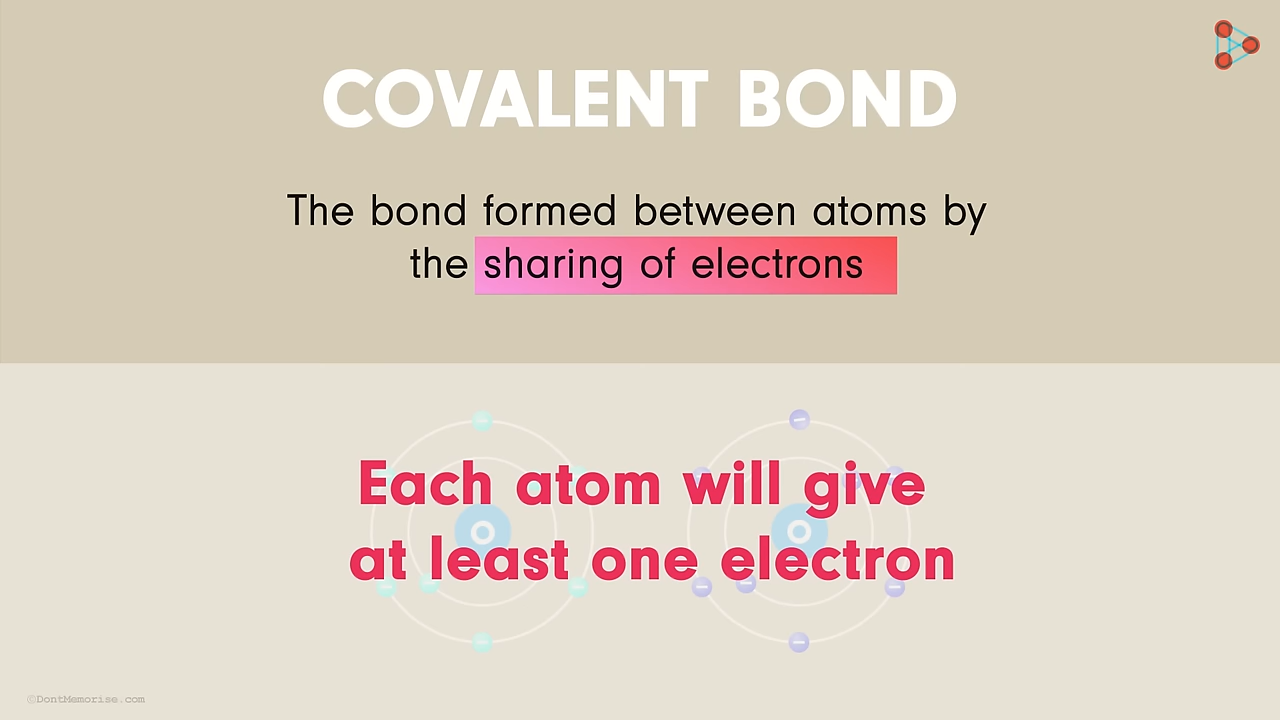 COVALENT BOND
The bond formed between atoms by
the sharing of electrons
Each atom will give
at least one electron
O O
©DontMemorise.com